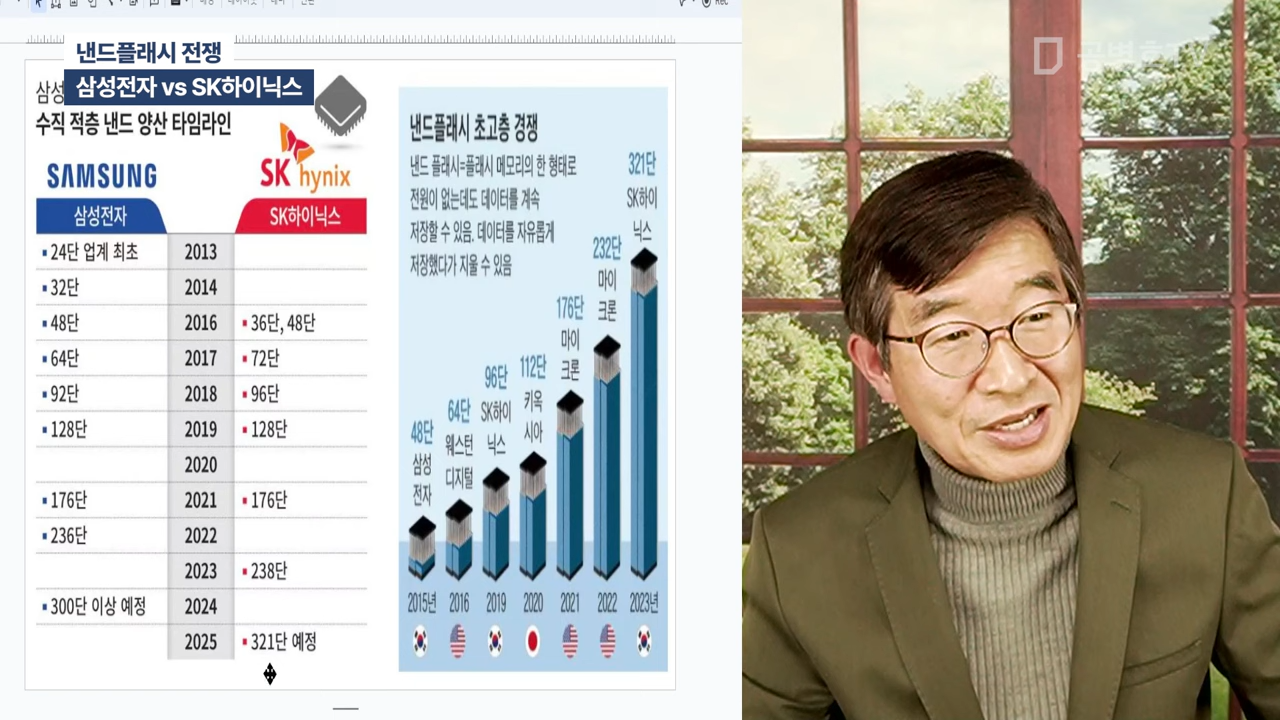 Rec
낸드플래시 전쟁
삼성전자 vs SK하이닉스
삼성
수직 적층 낸드 양산 타임라인
SAMSUNG
SK hynix
삼성전자
SK하이닉스
24단 업계 최초 2013
32단 2014
48단 2016 36단, 48단
64단 2017 72단
92단 2018 96단
128단 2019 128단
2020
176단 2021 176단
236단 2022
2023 238단
300단 이상 예정 2024
2025 321단 예정
낸드플래시 초고층 경쟁
낸드 플래시=플래시 메모리의 한 형태로
전원이 없는데도 데이터를 계속
저장할 수 있음. 데이터를 자유롭게
저장했다가 지울 수 있음
48단
삼성
전자
64단
웨스턴
디지털
96단
SK하이
닉스
112단
키옥
시아
176단
마이
크론
232단
마이
크론
321단
SK하이
닉스
2015년 2016 2019 2020 2021 2022 2023년